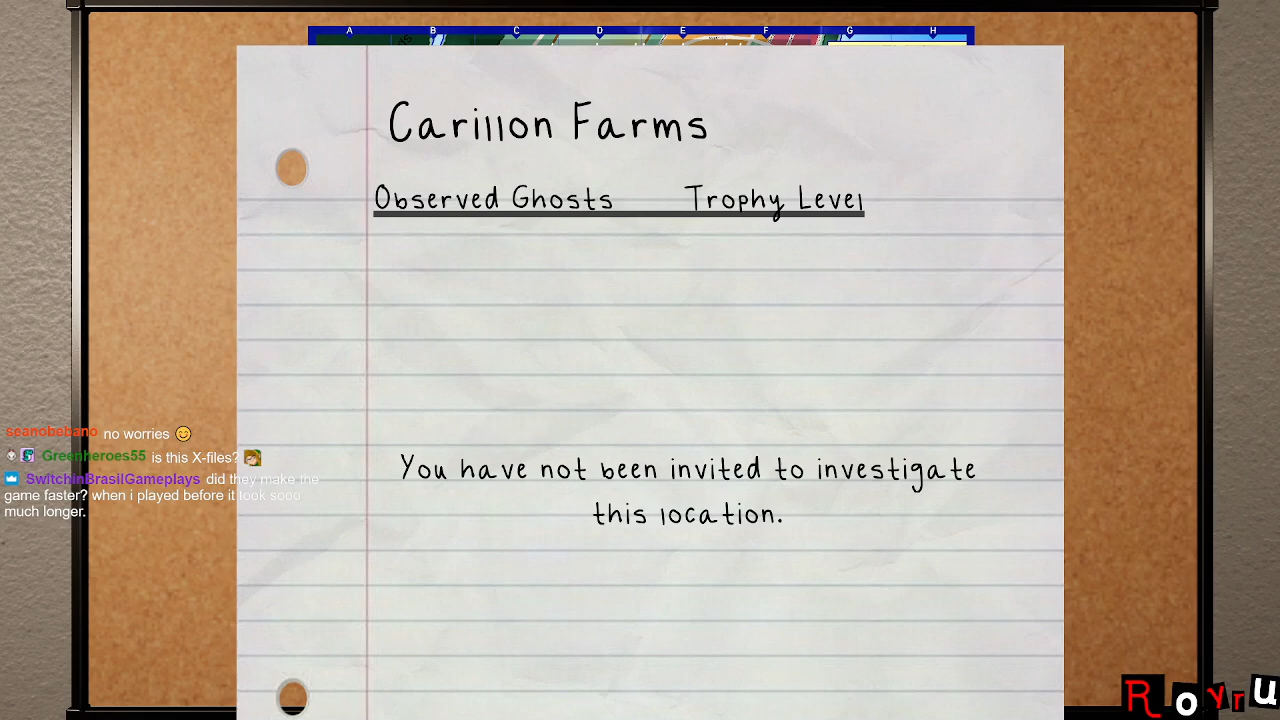 A B C D E F G H
Carillon Farms
Observed Ghosts Trophy Level
You have not been invited to investigate
this location.
seanobebano no worries
Greenheroes55 is this X-files?
SwitchinBrasilGameplays did they make the
game faster? when i played before it took sooo
much longer.
Royru